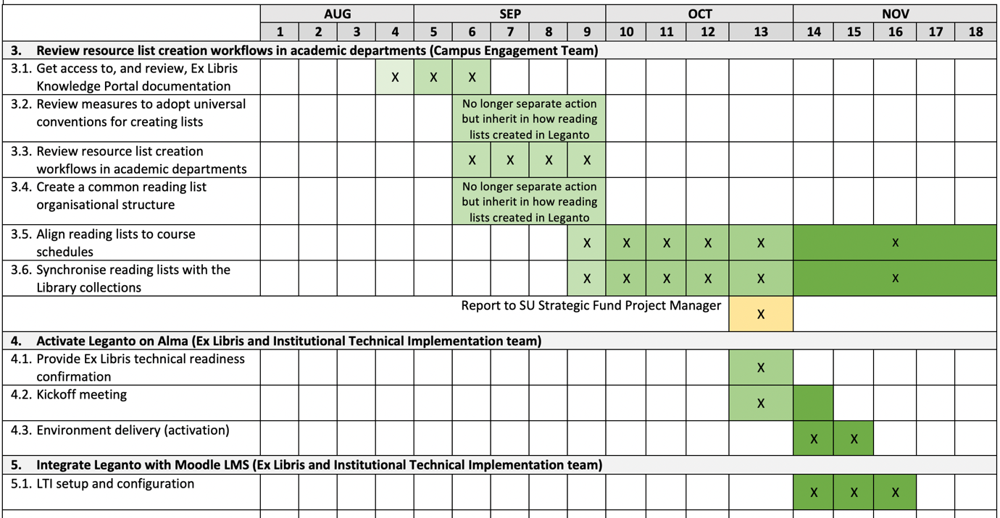 AUG SEP OCT NOV
1 2 3 4 5 6 7 8 9 10 11 12 13 14 15 16 17 18
3. Review resource list creation workflows in academic departments (Campus Engagement Team)
3.1. Get access to, and review, Ex Libris
Knowledge Portal documentation
X X X
3.2. Review measures to adopt universal
conventions for creating lists
No longer separate action
but inherit in how reading
lists created in Leganto
3.3. Review resource list creation
workflows in academic departments
X X X X
3.4. Create a common reading list
organisational structure
No longer separate action
but inherit in how reading
lists created in Leganto
3.5. Align reading lists to course
schedules
X X X X X X
3.6. Synchronise reading lists with the
Library collections
X X X X X X
Report to SU Strategic Fund Project Manager
X
4. Activate Leganto on Alma (Ex Libris and Institutional Technical Implementation team)
4.1. Provide Ex Libris technical readiness
confirmation
X
4.2. Kickoff meeting
X
4.3. Environment delivery (activation)
X X
5. Integrate Leganto with Moodle LMS (Ex Libris and Institutional Technical Implementation team)
5.1. LTI setup and configuration
X X X